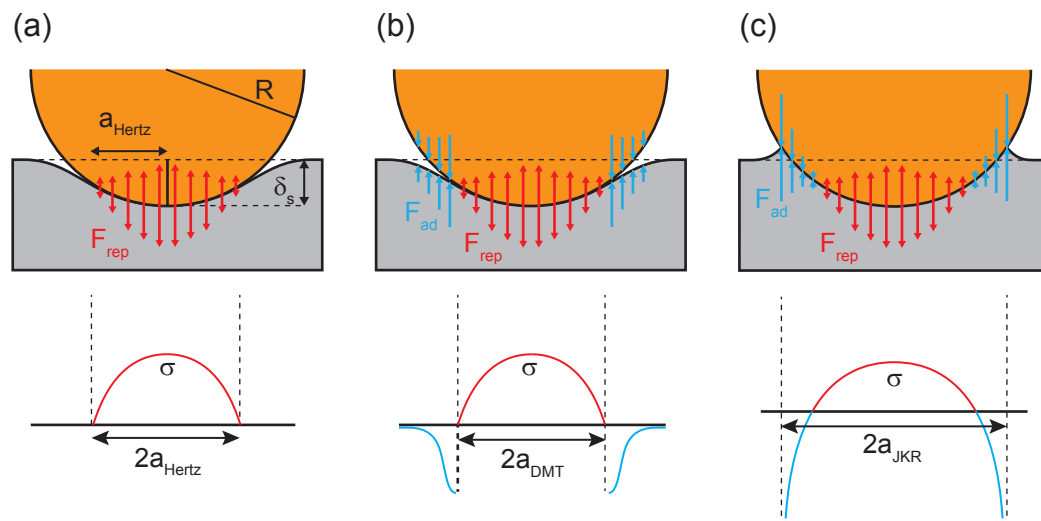 (a)
(b)
(c)
R
a_Hertz
δ_s
F_rep
F_ad
F_rep
F_ad
F_rep
σ
σ
σ
2a_Hertz
2a_DMT
2a_JKR